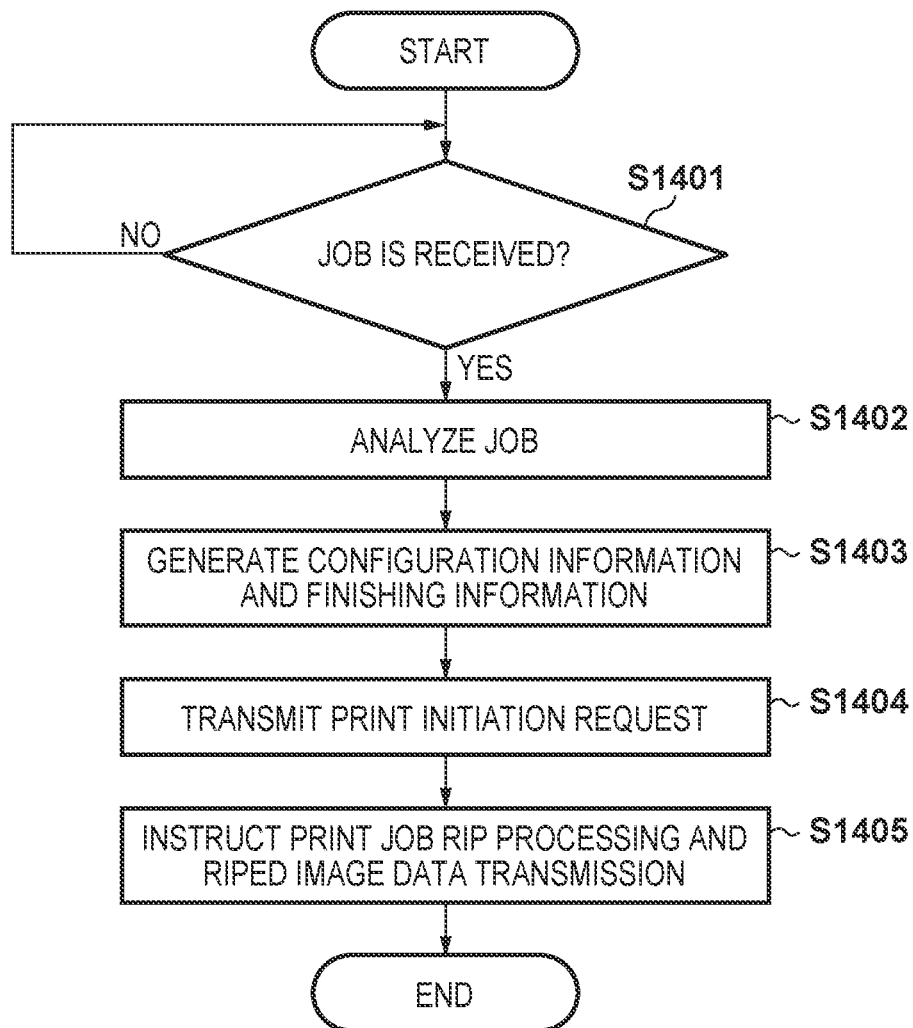 START
S1401
NO
JOB IS RECEIVED?
YES
S1402
ANALYZE JOB
S1403
GENERATE CONFIGURATION INFORMATION
AND FINISHING INFORMATION
S1404
TRANSMIT PRINT INITIATION REQUEST
S1405
INSTRUCT PRINT JOB RIP PROCESSING AND
RIPED IMAGE DATA TRANSMISSION
END